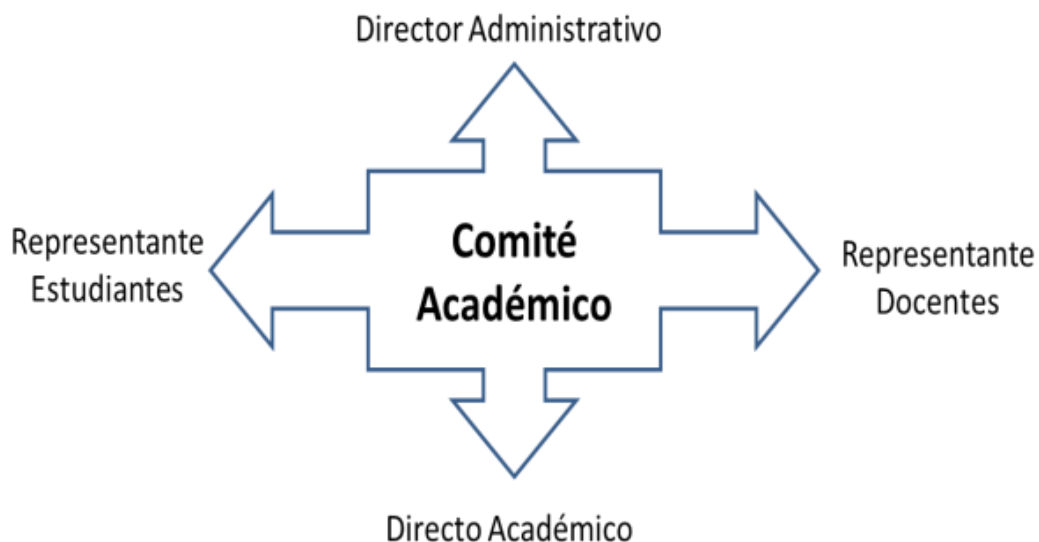 Director Administrativo
Representante
Estudiantes
Comité
Académico
Representante
Docentes
Directo Académico